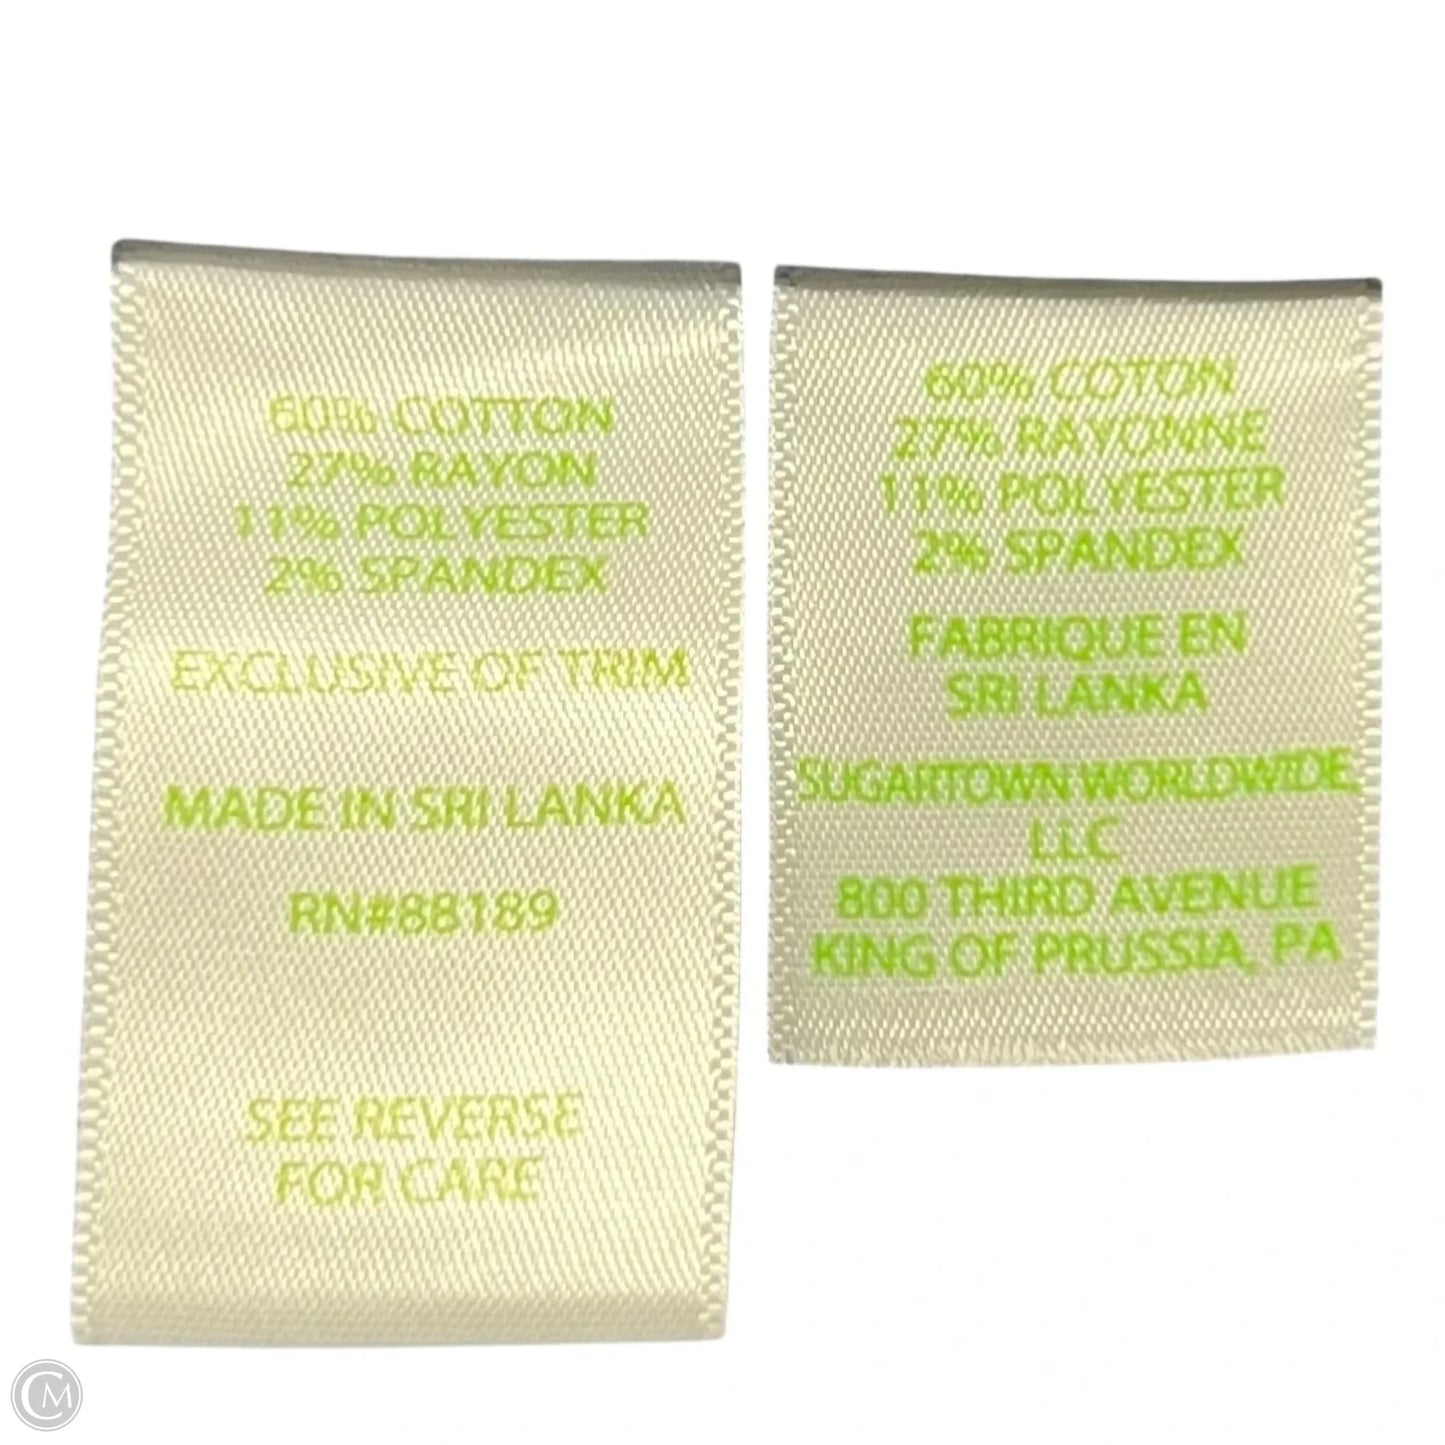 60% COTTON
27% RAYON
11% POLYESTER
2% SPANDEX
EXCLUSIVE OF TRIM
MADE IN SRI LANKA
RN#88189
SEE REVERSE
FOR CARE
60% COTON
27% RAYONNE
11% POLYESTER
2% SPANDEX
FABRIQUE EN
SRI LANKA
SUGARTOWN WORLDWIDE
LLC
800 THIRD AVENUE
KING OF PRUSSIA, PA
CM